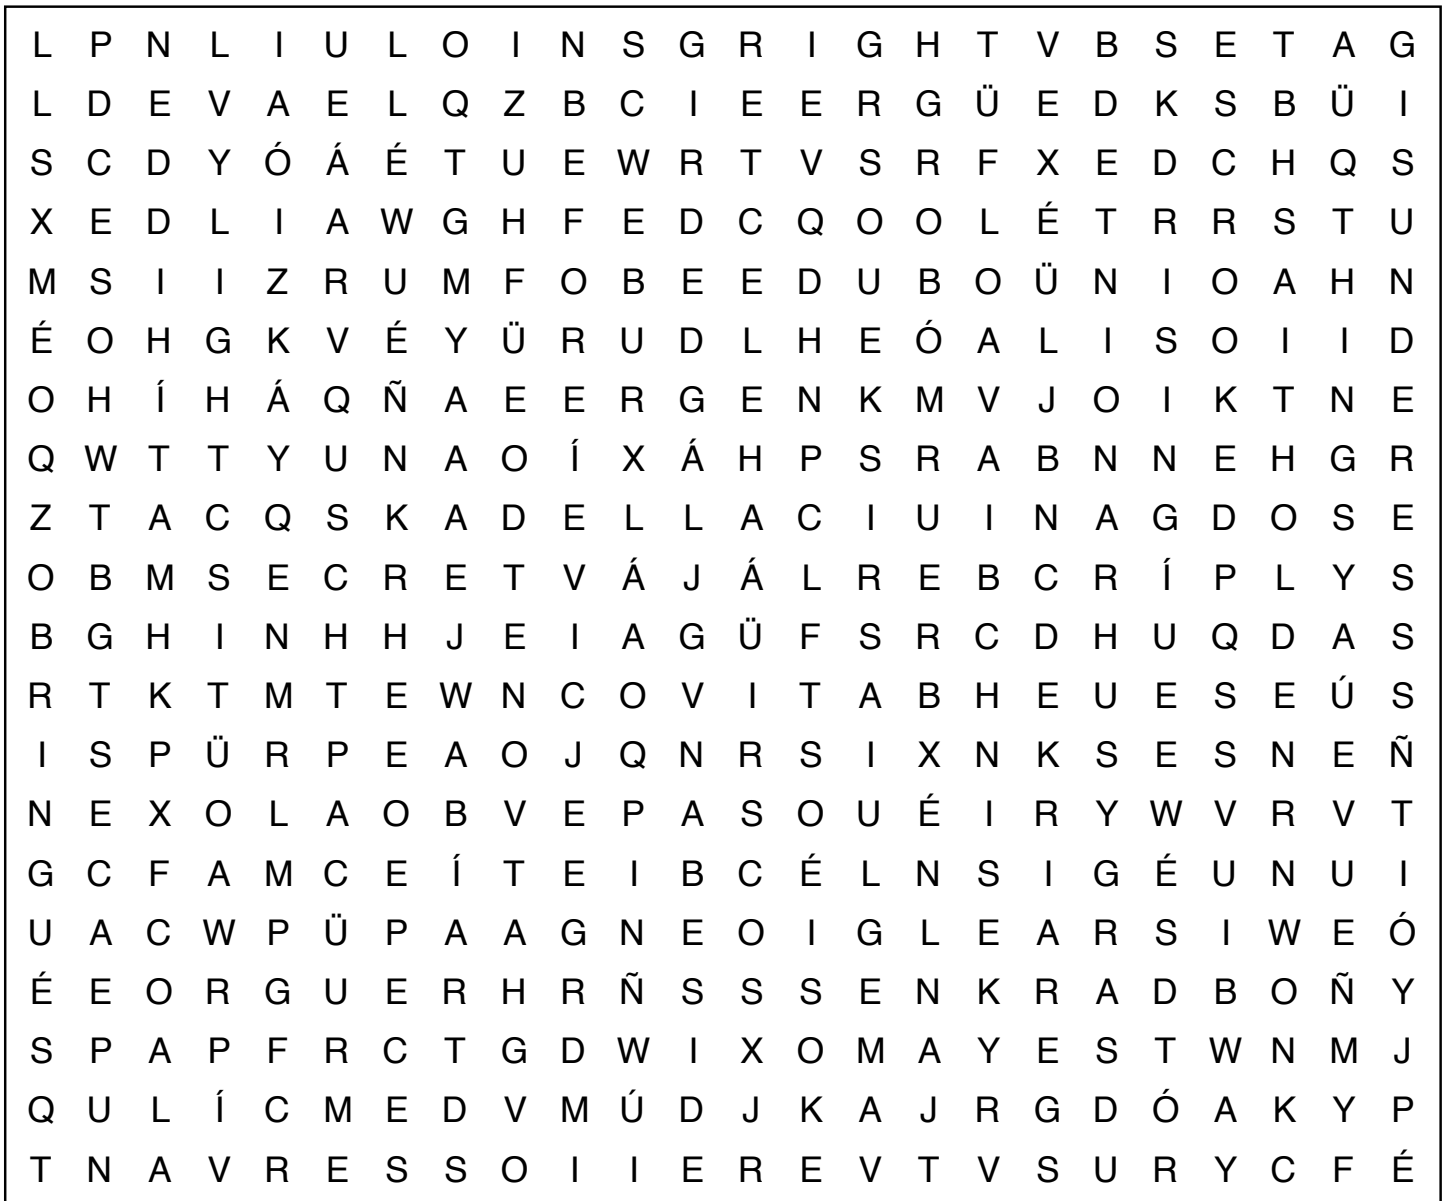 L P N L I U L O I N S G R I G H T V B S E T A G
L D E V A E L Q Z B C I E E R G Ü E D K S B Ü I
S C D Y Ó Á É T U E W R T V S R F X E D C H Q S
X E D L I A W G H F E D C Q O O L É T R R S T U
M S I I Z R U M F O B E E D U B O Ü N I O A H N
É O H G K V É Y Ü R U D L H E Ó A L I S O I I D
O H Í H Á Q Ñ A E E R G E N K M V J O I K T N E
Q W T T Y U N A O Í X Á H P S R A B N N E H G R
Z T A C Q S K A D E L L A C I U I N A G D O S E
O B M S E C R E T V Á J Á L R E B C R Í P L Y S
B G H I N H H J E I A G Ü F S R C D H U Q D A S
R T K T M T E W N C O V I T A B H E U E S E Ú S
I S P Ü R P E A O J Q N R S I X N K S E S N E Ñ
N E X O L A O B V E P A S O U É I R Y W V R V T
G C F A M C E Í T E I B C É L N S I G É U N U I
U A C W P Ü P A A G N E O I G L E A R S I W E Ó
É E O R G U E R H R Ñ S S S E N K R A D B O Ñ Y
S P A P F R C T G D W I X O M A Y E S T W N M J
Q U L Í C M E D V M Ú D J K A J R G D Ó A K Y P
T N A V R E S S O I I E R E V T V S U R Y C F É